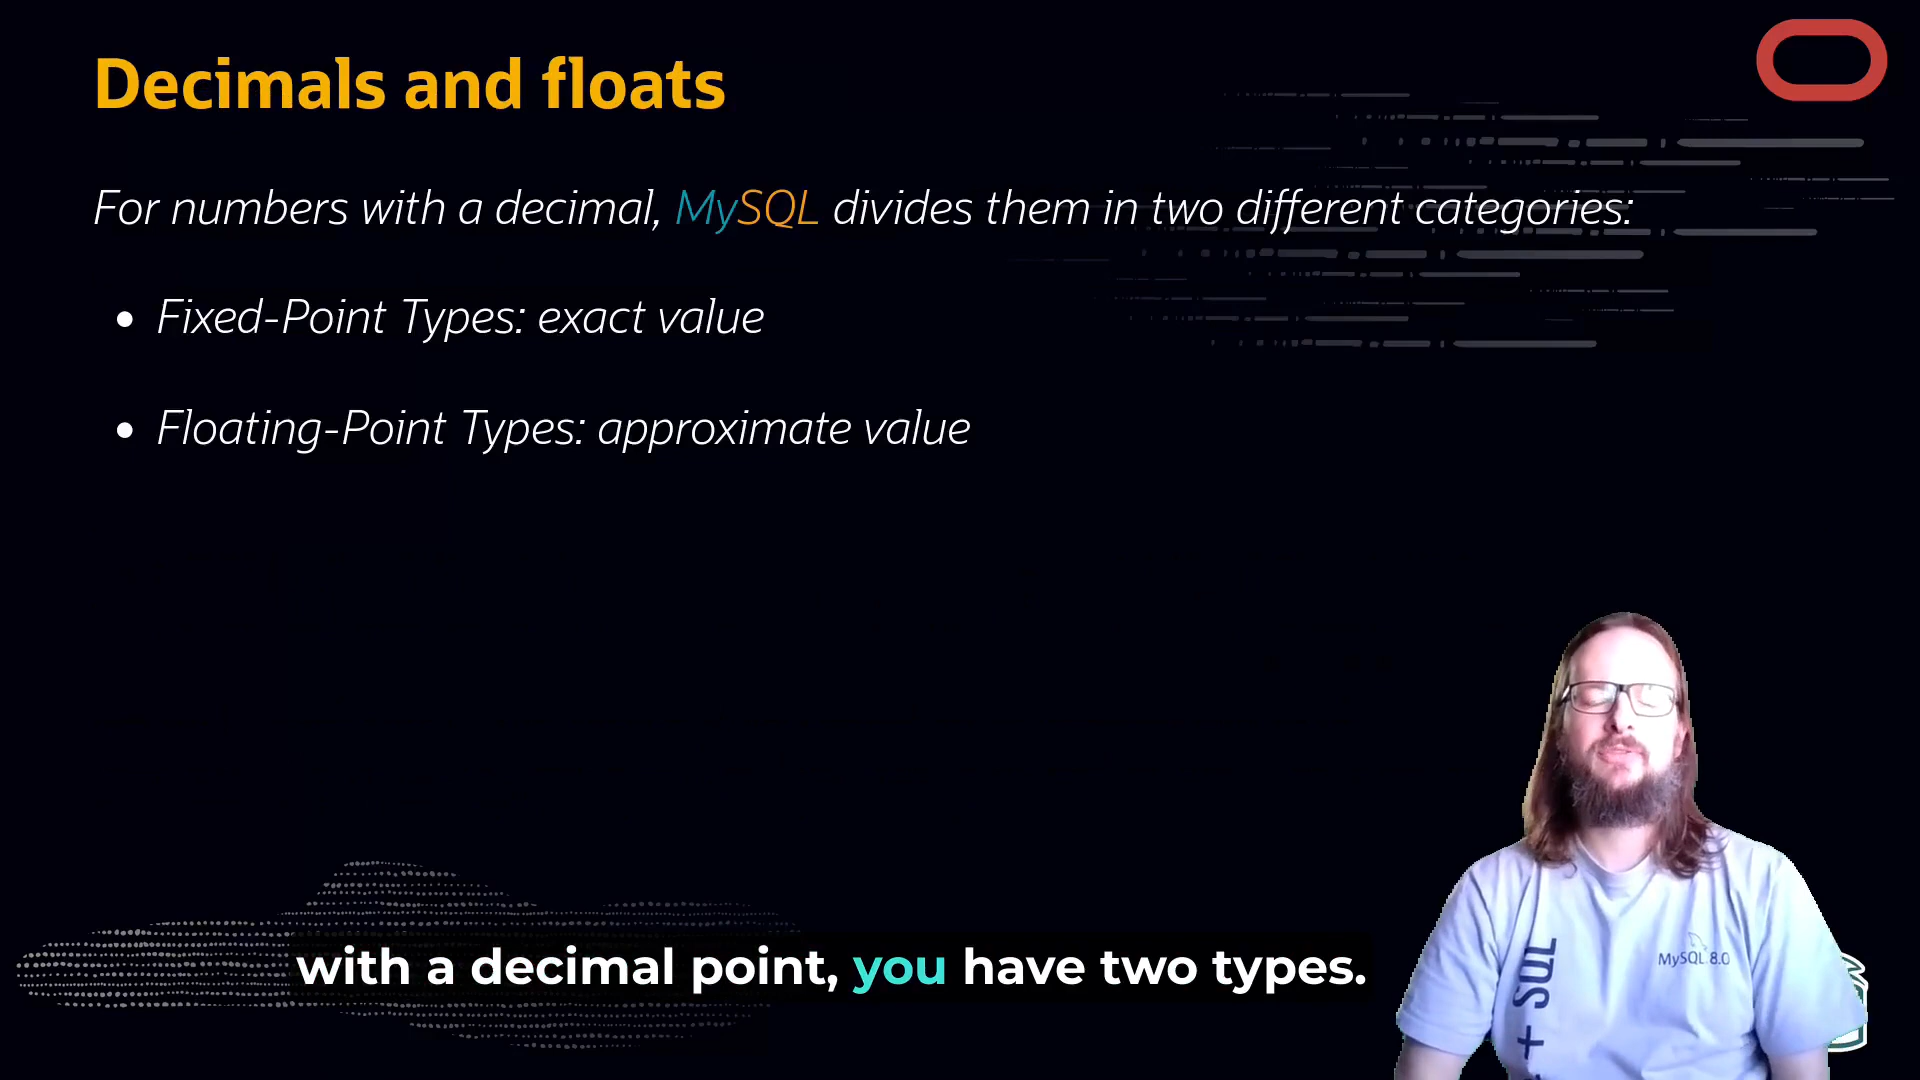 Decimals and floats
For numbers with a decimal, MySQL divides them in two different categories:
• Fixed-Point Types: exact value
• Floating-Point Types: approximate value
with a decimal point, you have two types.
MySQL 8.0
+ SQL